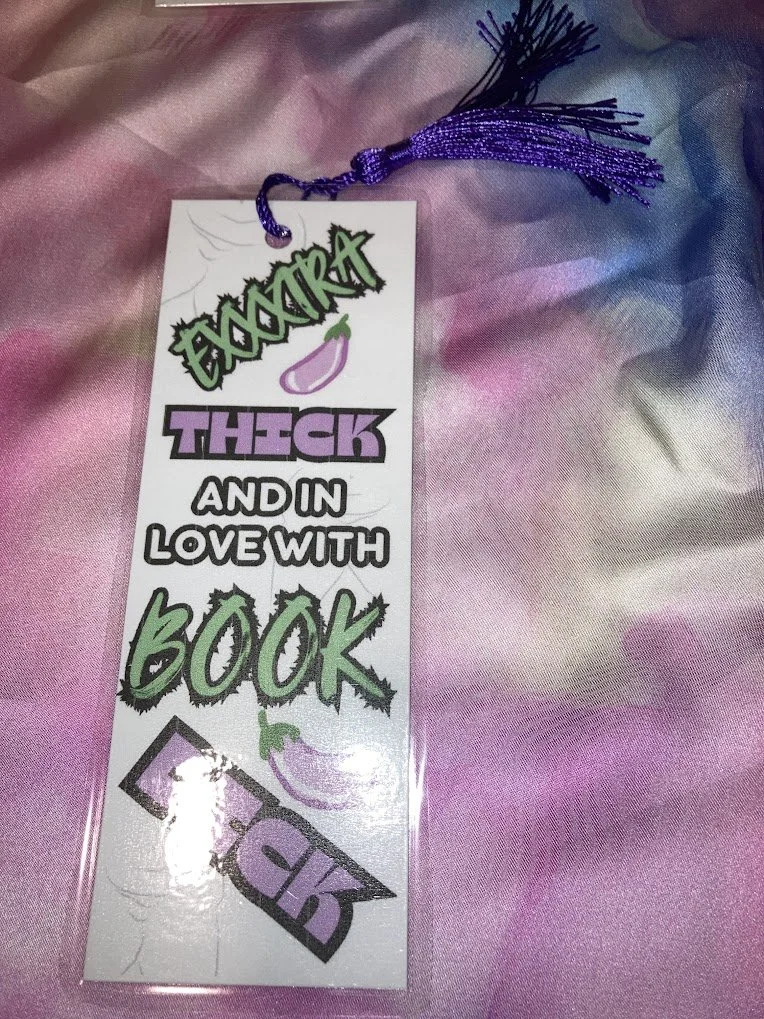 EXXXTRA
THICK
AND IN
LOVE WITH
BOOK